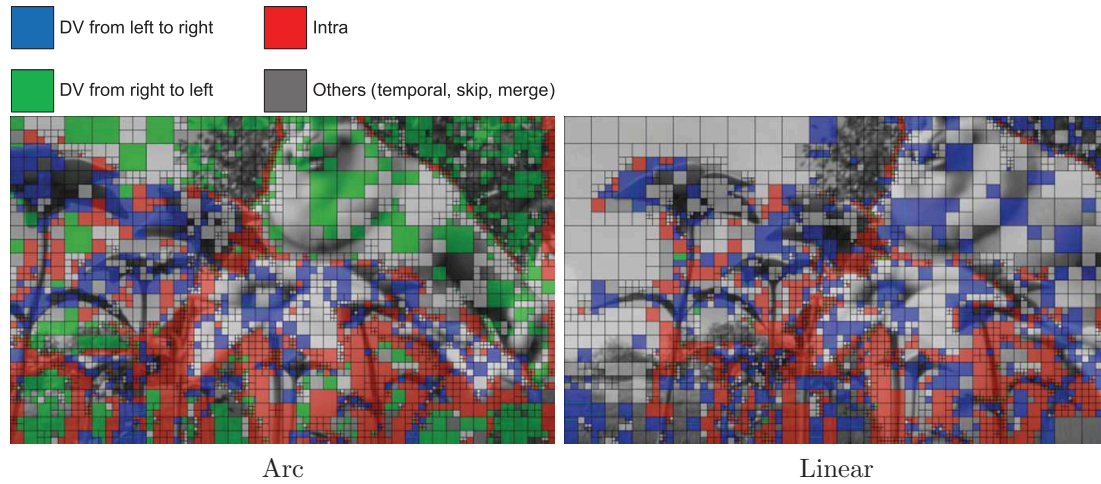 DV from left to right
Intra
DV from right to left
Others (temporal, skip, merge)
Arc
Linear